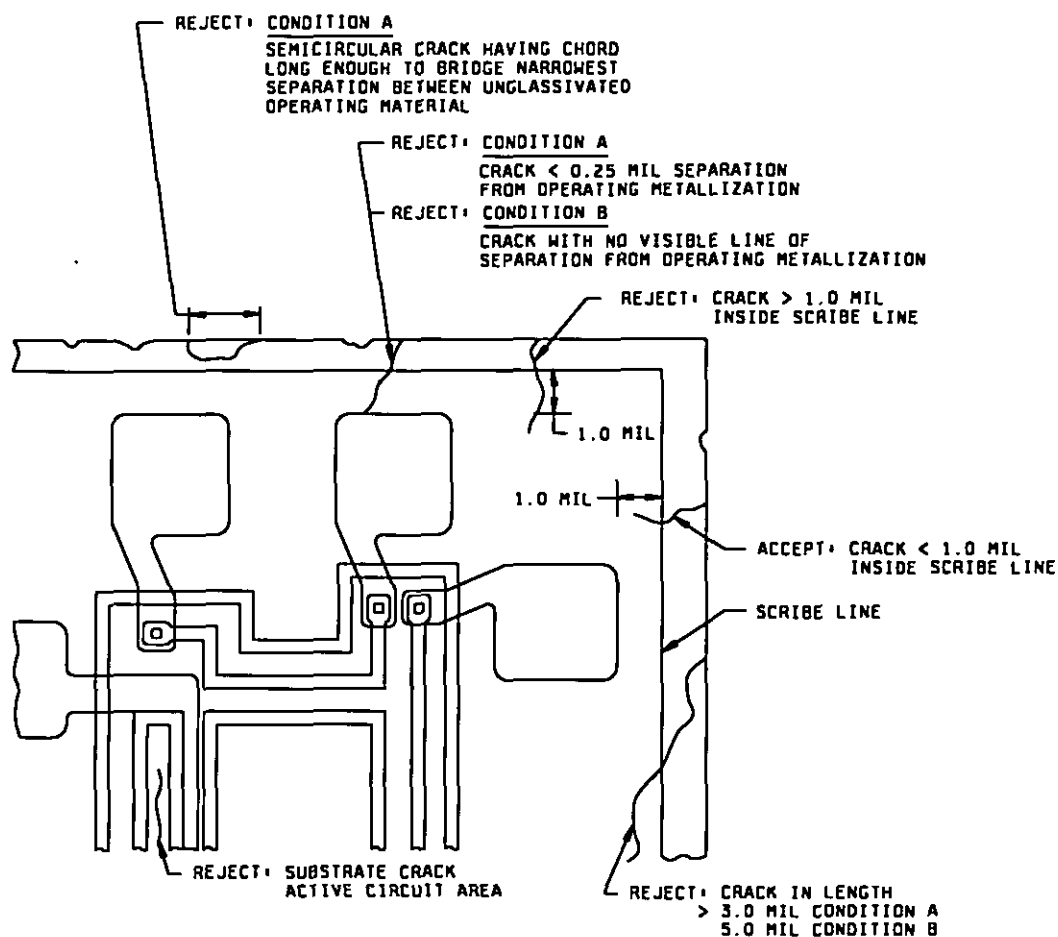 REJECT: CONDITION A
SEMICIRCULAR CRACK HAVING CHORD
LONG ENOUGH TO BRIDGE NARROWEST
SEPARATION BETWEEN UNGLASSIVATED
OPERATING MATERIAL
REJECT: CONDITION A
CRACK < 0.25 MIL SEPARATION
FROM OPERATING METALLIZATION
REJECT: CONDITION B
CRACK WITH NO VISIBLE LINE OF
SEPARATION FROM OPERATING METALLIZATION
REJECT: CRACK > 1.0 MIL
INSIDE SCRIBE LINE
1.0 MIL
1.0 MIL
ACCEPT: CRACK < 1.0 MIL
INSIDE SCRIBE LINE
SCRIBE LINE
REJECT: SUBSTRATE CRACK
ACTIVE CIRCUIT AREA
REJECT: CRACK IN LENGTH
> 3.0 MIL CONDITION A
5.0 MIL CONDITION B